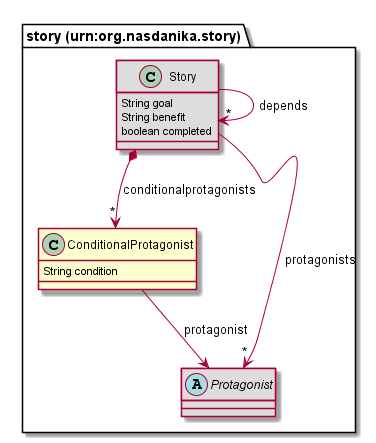 story (urn:org.nasdanika.story)
C Story
String goal
String benefit
boolean completed
* depends
conditionalprotagonists
*
C ConditionalProtagonist
String condition
protagonists
protagonist
*
A Protagonist